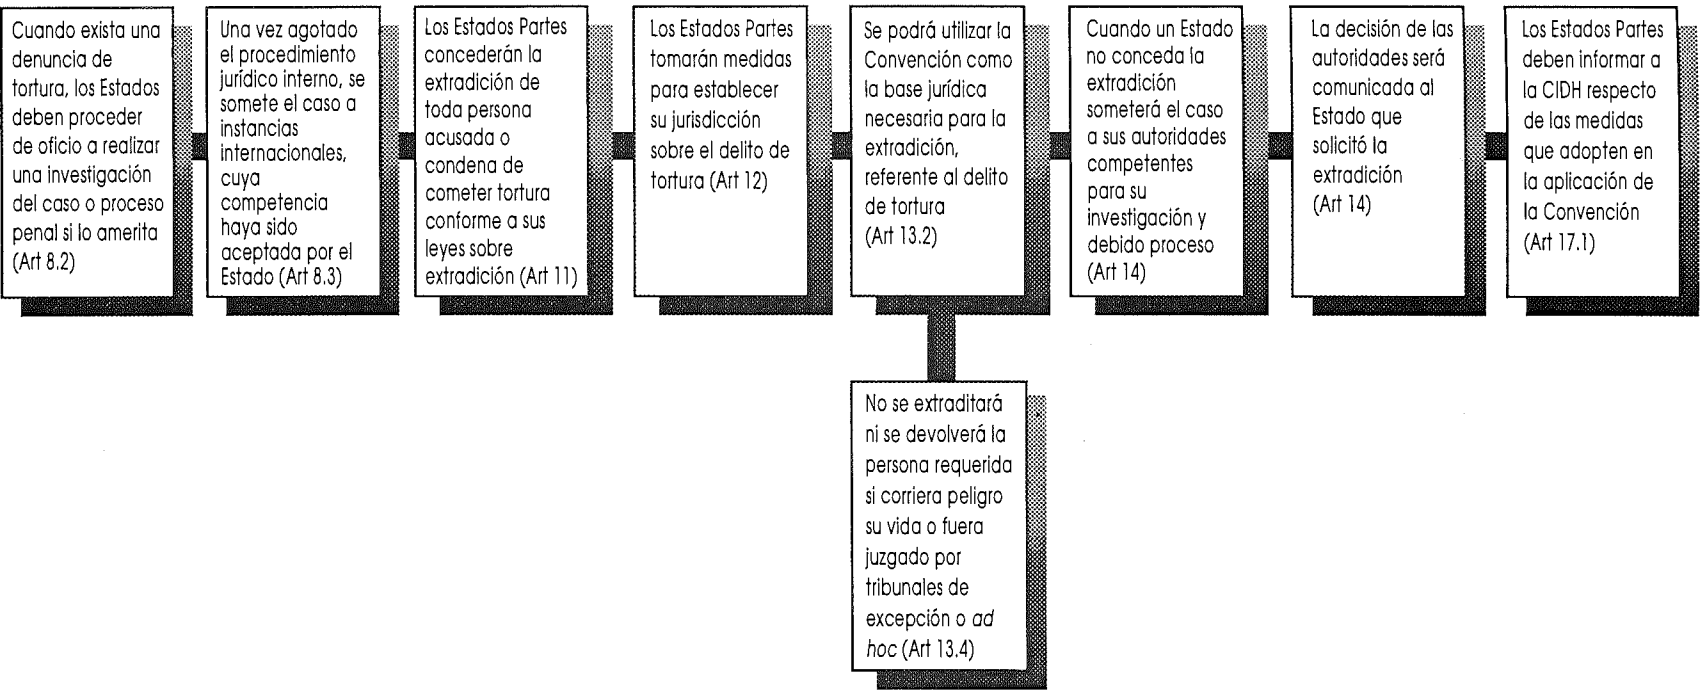 Cuando exista una
denuncia de
tortura, los Estados
deben proceder
de oficio a realizar
una investigación
del caso o proceso
penal si lo amerita
(Art 8.2)
Una vez agotado
el procedimiento
jurídico interno, se
somete el caso a
instancias
internacionales,
cuya
competencia
haya sido
aceptada por el
Estado (Art 8.3)
Los Estados Partes
concederán la
extradición de
toda persona
acusada o
condena de
cometer tortura
conforme a sus
leyes sobre
extradición (Art 11)
Los Estados Partes
tomarán medidas
para establecer
su jurisdicción
sobre el delito de
tortura (Art 12)
Se podrá utilizar la
Convención como
la base jurídica
necesaria para la
extradición,
referente al delito
de tortura
(Art 13.2)
Cuando un Estado
no conceda la
extradición
someterá el caso
a sus autoridades
competentes
para su
investigación y
debido proceso
(Art 14)
La decisión de las
autoridades será
comunicada al
Estado que
solicitó la
extradición
(Art 14)
Los Estados Partes
deben informar a
la CIDH respecto
de las medidas
que adopten en
la aplicación de
la Convención
(Art 17.1)
No se extraditará
ni se devolverá la
persona requerida
si corriera peligro
su vida o fuera
juzgado por
tribunales de
excepción o ad
hoc (Art 13.4)